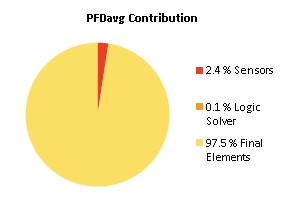 PFDavg Contribution
2.4 % Sensors
0.1 % Logic
Solver
97.5 % Final
Elements